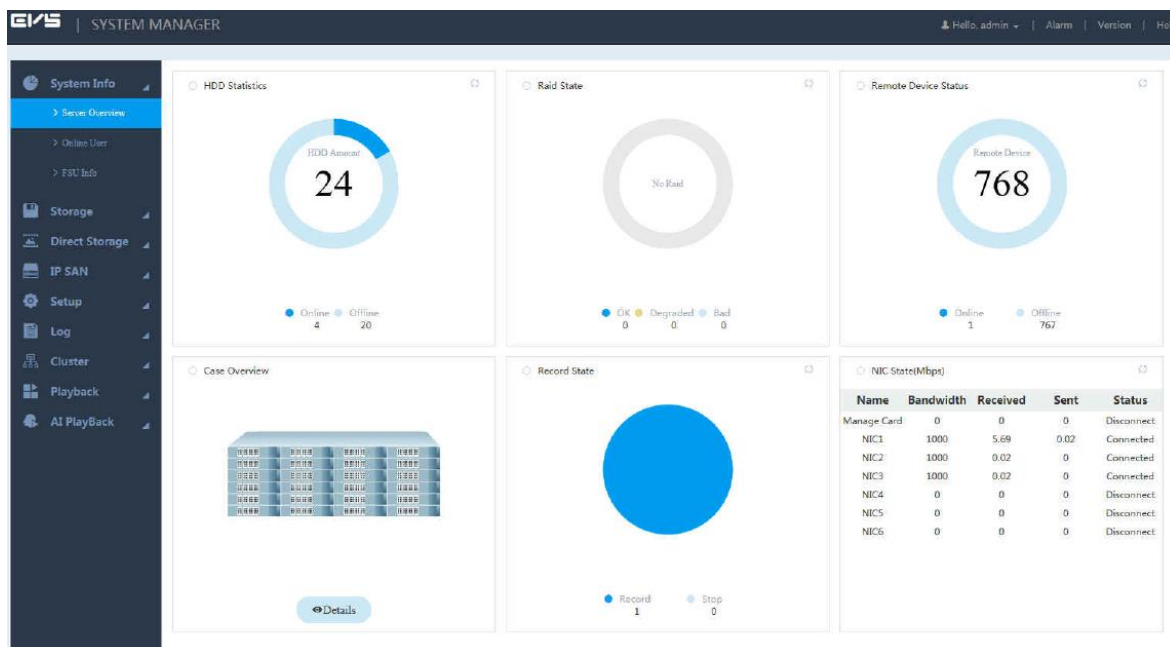 EVS | SYSTEM MANAGER
Hello, admin | Alarm | Version | He
System Info
> Server Overview
> Online User
> FSU Info
Storage
Direct Storage
IP SAN
Setup
Log
Cluster
Playback
AI PlayBack
HDD Statistics
HDD Amount
24
Online Offline
4 20
Raid State
No Raid
OK Degraded Bad
0 0 0
Remote Device Status
Remote Device
768
Online Offline
1 767
Case Overview
Details
Record State
Record Stop
1 0
NIC State(Mbps)
Name Bandwidth Received Sent Status
Manage Card 0 0 0 Disconnect
NIC1 1000 5.69 0.02 Connected
NIC2 1000 0.02 0 Connected
NIC3 1000 0.02 0 Connected
NIC4 0 0 0 Disconnect
NIC5 0 0 0 Disconnect
NIC6 0 0 0 Disconnect